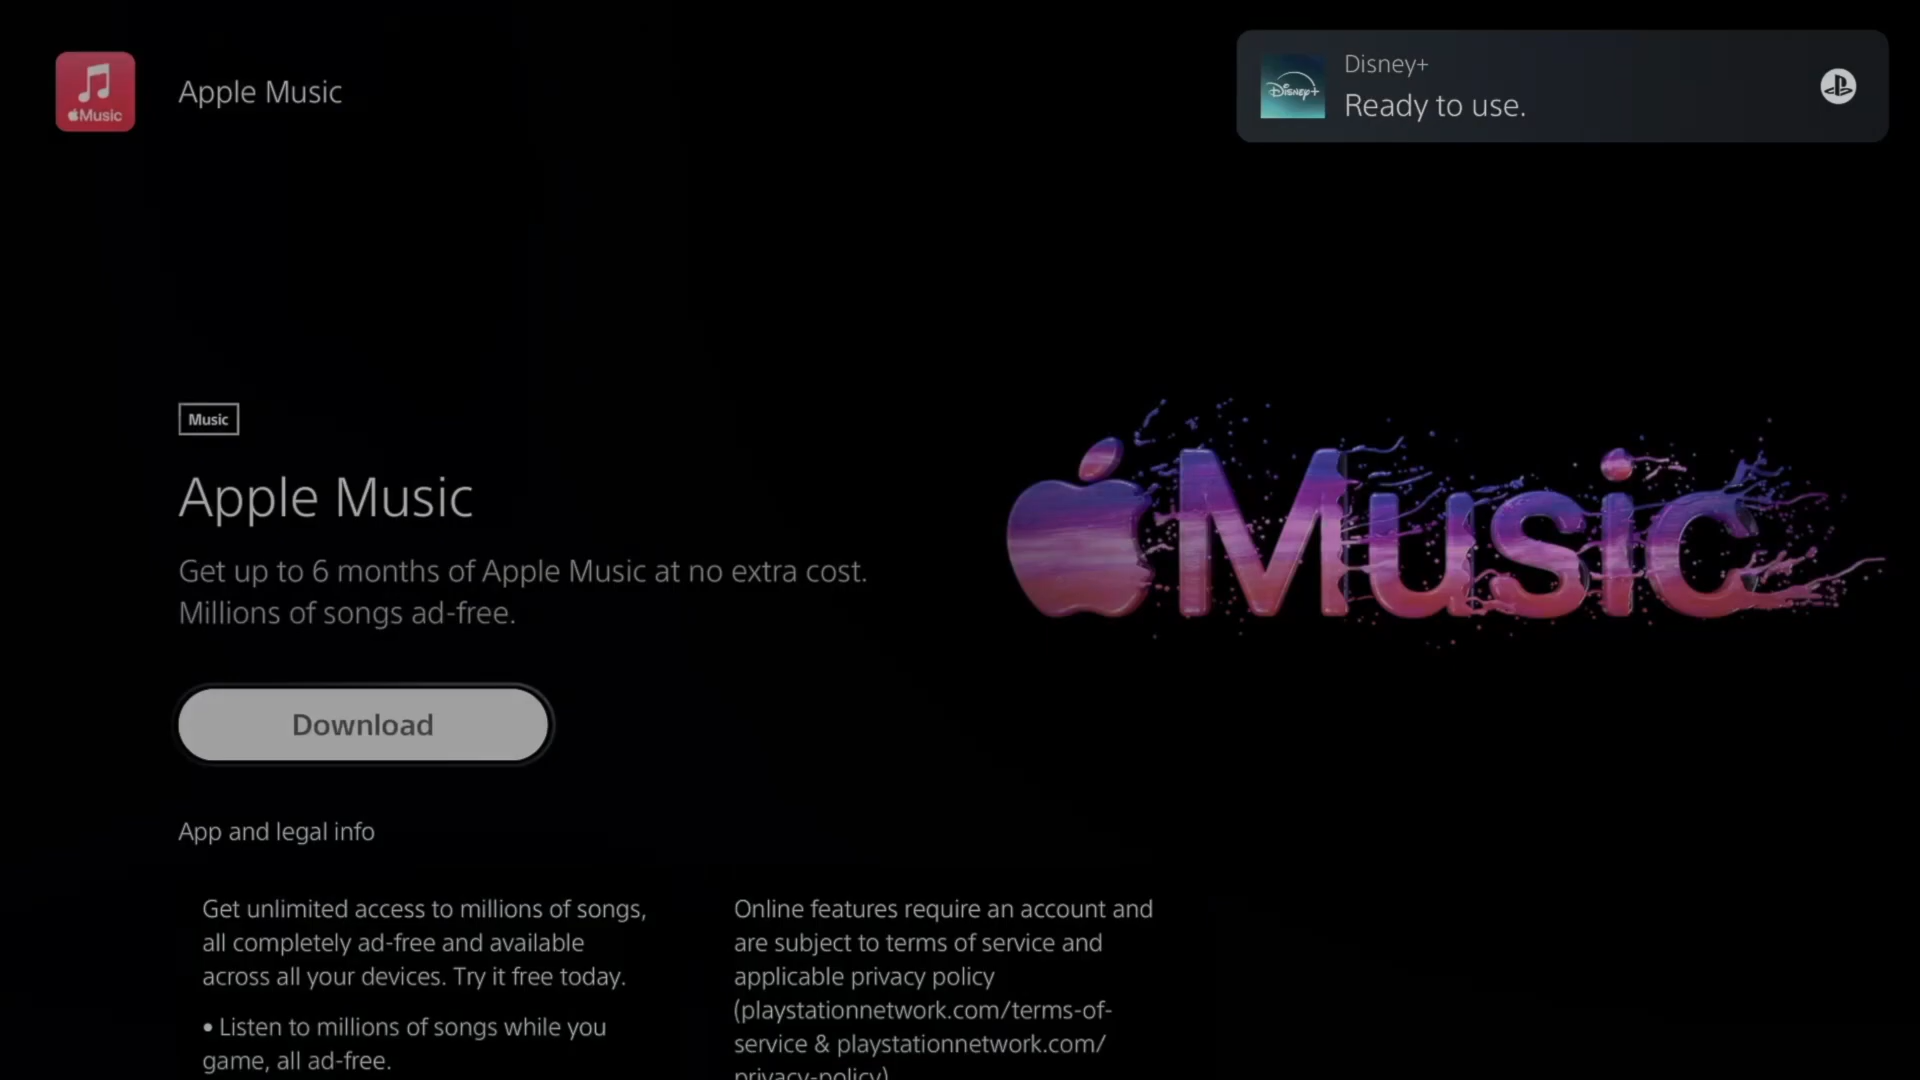 Music
Apple Music
Disney+
Disney+
Ready to use.
Music
Apple Music
Get up to 6 months of Apple Music at no extra cost.
Millions of songs ad-free.
Music
Download
App and legal info
Get unlimited access to millions of songs,
all completely ad-free and available
across all your devices. Try it free today.
• Listen to millions of songs while you
game, all ad-free.
Online features require an account and
are subject to terms of service and
applicable privacy policy
(playstationnetwork.com/terms-of-
service & playstationnetwork.com/
privacy-policy)